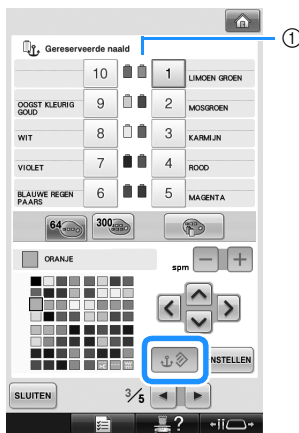 ①
Gereserveerde naald
10 1 LIMOEN GROEN
OOGST KLEURIG
GOUD 9 2 MOSGROEN
WIT 8 3 KARMIJN
VIOLET 7 4 ROOD
BLAUWE REGEN
PAARS 6 5 MAGENTA
64 300
ORANJE
spm − +
NSTELLEN
SLUITEN 3/5
?